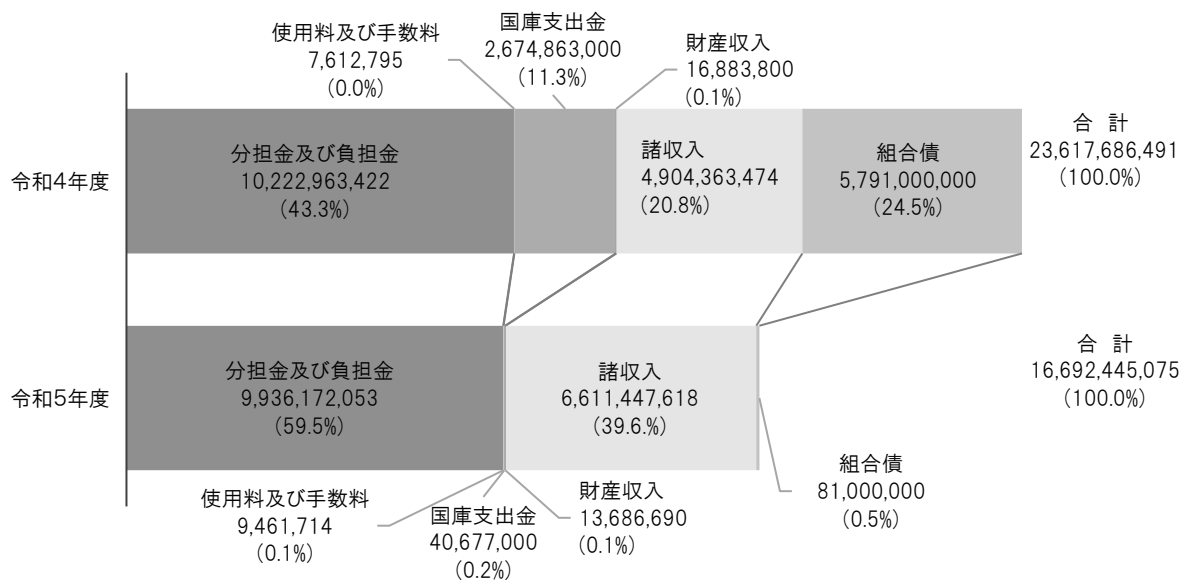 使用料及び手数料
7,612,795
（0.0%）
国庫支出金
2,674,863,000
（11.3%）
財産収入
16,883,800
（0.1%）
令和4年度
分担金及び負担金
10,222,963,422
（43.3%）
諸収入
4,904,363,474
（20.8%）
組合債
5,791,000,000
（24.5%）
合　計
23,617,686,491
（100.0%）
令和5年度
分担金及び負担金
9,936,172,053
（59.5%）
諸収入
6,611,447,618
（39.6.%）
合　計
16,692,445,075
（100.0%）
使用料及び手数料
9,461,714
（0.1%）
国庫支出金
40,677,000
（0.2%）
財産収入
13,686,690
（0.1%）
組合債
81,000,000
（0.5%）